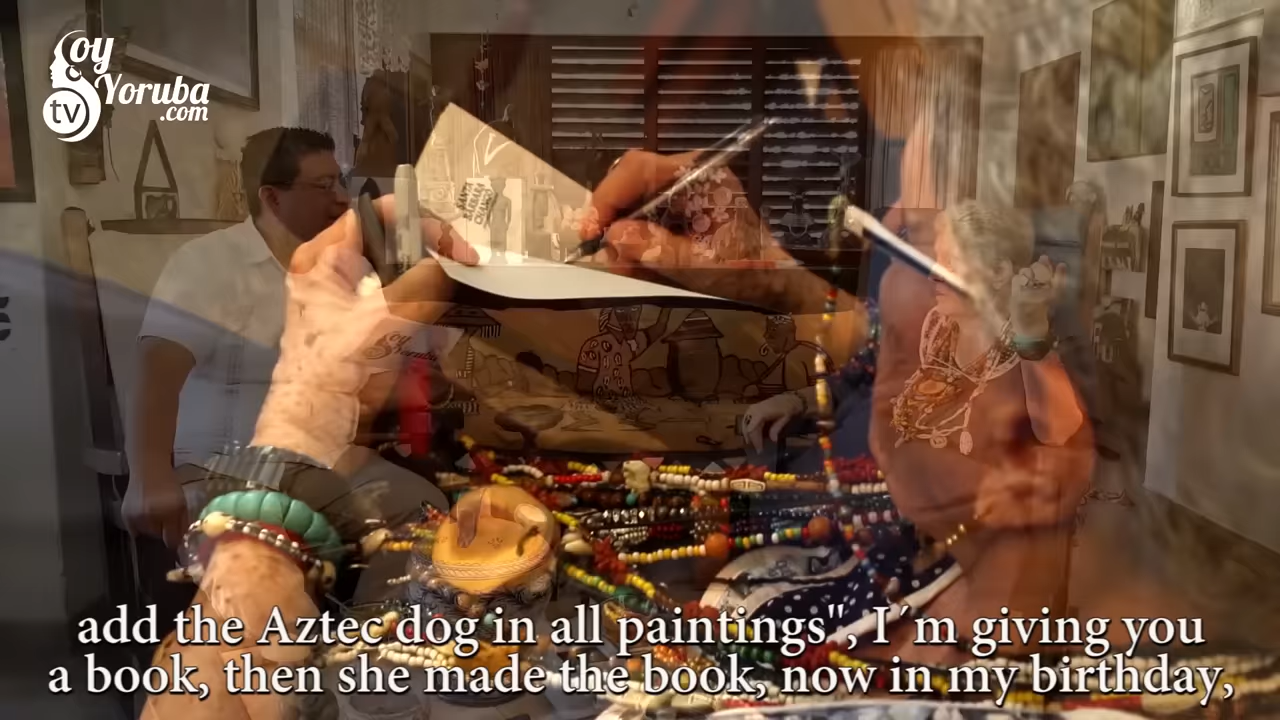 Soy
Yoruba
.com
tv
add the Aztec dog in all paintings", I´m giving you
a book, then she made the book, now in my birthday,